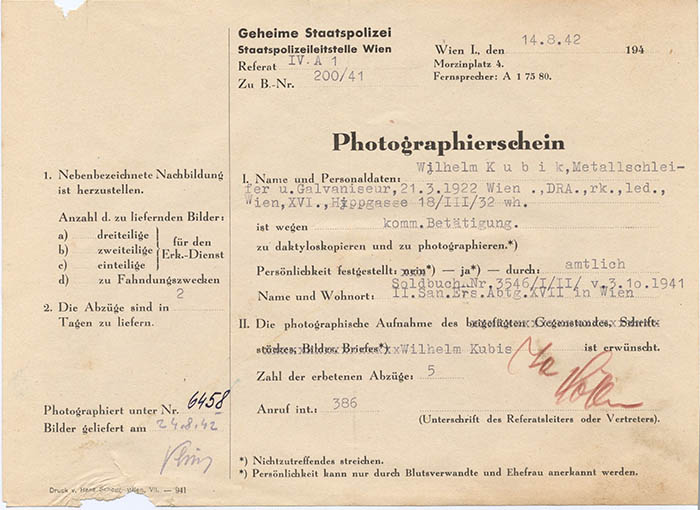 Geheime Staatspolizei
Staatspolizeileitstelle Wien
Referat IV. A 1
Zu B.-Nr. 200/41
Wien I., den 14.8.42 194
Morzinplatz 4.
Fernsprecher: A 1 75 80.
Photographierschein
1. Nebenbezeichnete Nachbildung
ist herzustellen.
Anzahl d. zu liefernden Bilder:
a) dreiteilige
b) zweiteilige
c) einteilige
für den
Erk.-Dienst
d) zu Fahndungszwecken
2
2. Die Abzüge sind in
Tagen zu liefern.
Photographiert unter Nr. 6458
Bilder geliefert am 24.8.42
Druck v. Wien, VII. — 941
I. Name und Personaldaten: Wilhelm K u b i k, Metallschlei-
fer u. Galvaniseur, 21.3.1922 Wien ., DRA., rk., led.,
Wien, XVI., Hippgasse 18/III/32 wh.
ist wegen komm. Betätigung.
zu daktyloskopieren und zu photographieren.*)
Persönlichkeit festgestellt: nein*) — ja*) — durch: amtlich
Soldbuch Nr. 3546/I/II/ v. 3.1o.1941
Name und Wohnort: II.San.Ers.Abtg.XVII in Wien
II. Die photographische Aufnahme des beigefügten Gegenstandes, Schrift-
stückes, Bildes, Briefes*) Wilhelm Kubis ist erwünscht.
Zahl der erbetenen Abzüge: 5
Anruf int.: 386
(Unterschrift des Referatsleiters oder Vertreters).
*) Nichtzutreffendes streichen.
*) Persönlichkeit kann nur durch Blutsverwandte und Ehefrau anerkannt werden.